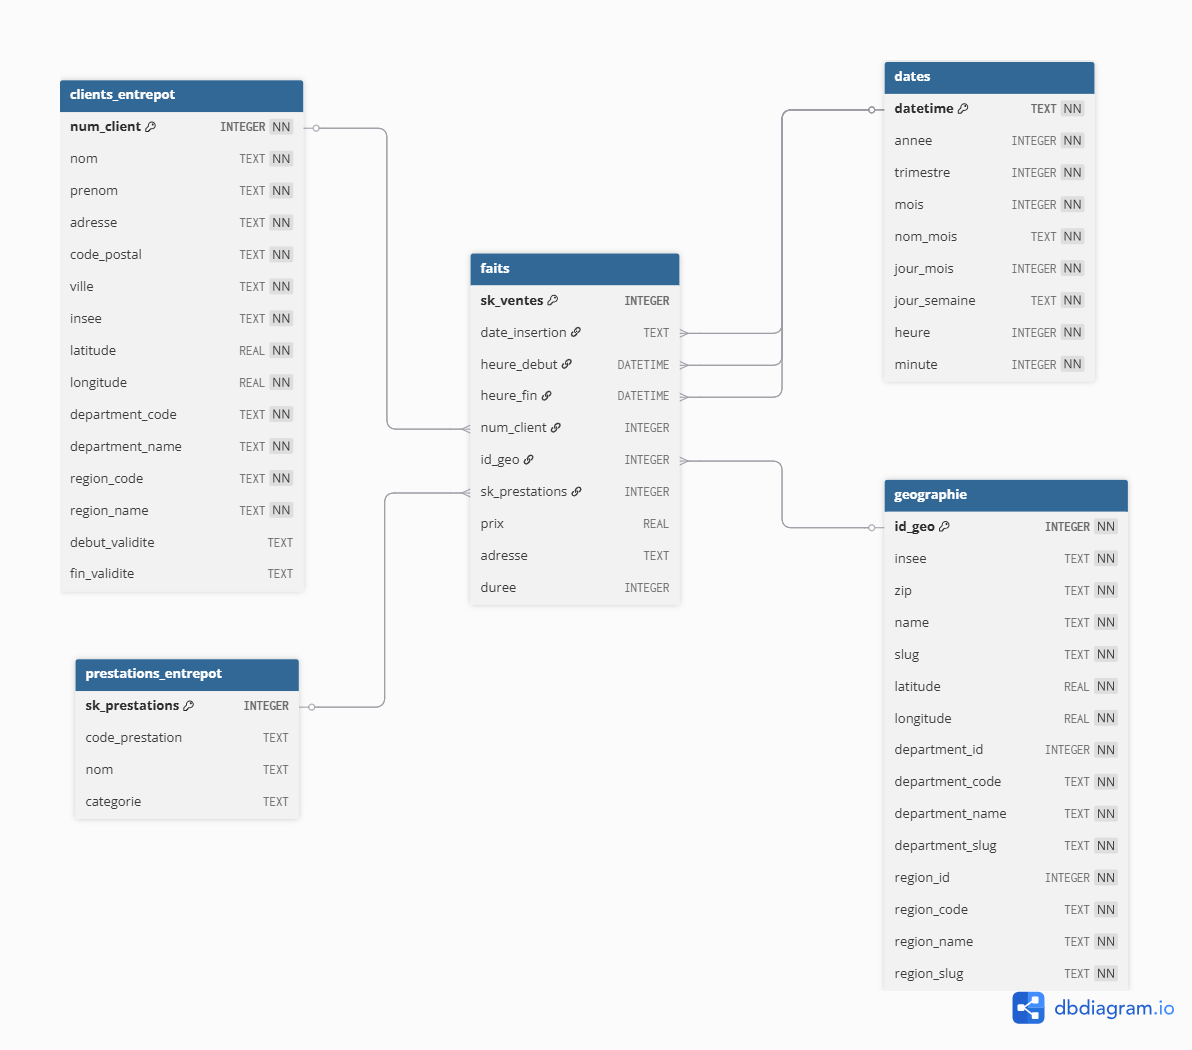 clients_entrepot
num_client INTEGER NN
nom TEXT NN
prenom TEXT NN
adresse TEXT NN
code_postal TEXT NN
ville TEXT NN
insee TEXT NN
latitude REAL NN
longitude REAL NN
department_code TEXT NN
department_name TEXT NN
region_code TEXT NN
region_name TEXT NN
debut_validite TEXT
fin_validite TEXT
prestations_entrepot
sk_prestations INTEGER
code_prestation TEXT
nom TEXT
categorie TEXT
faits
sk_ventes INTEGER
date_insertion TEXT
heure_debut DATETIME
heure_fin DATETIME
num_client INTEGER
id_geo INTEGER
sk_prestations INTEGER
prix REAL
adresse TEXT
duree INTEGER
dates
datetime TEXT NN
annee INTEGER NN
trimestre INTEGER NN
mois INTEGER NN
nom_mois TEXT NN
jour_mois INTEGER NN
jour_semaine TEXT NN
heure INTEGER NN
minute INTEGER NN
geographie
id_geo INTEGER NN
insee TEXT NN
zip TEXT NN
name TEXT NN
slug TEXT NN
latitude REAL NN
longitude REAL NN
department_id INTEGER NN
department_code TEXT NN
department_name TEXT NN
department_slug TEXT NN
region_id INTEGER NN
region_code TEXT NN
region_name TEXT NN
region_slug TEXT NN
dbdiagram.io